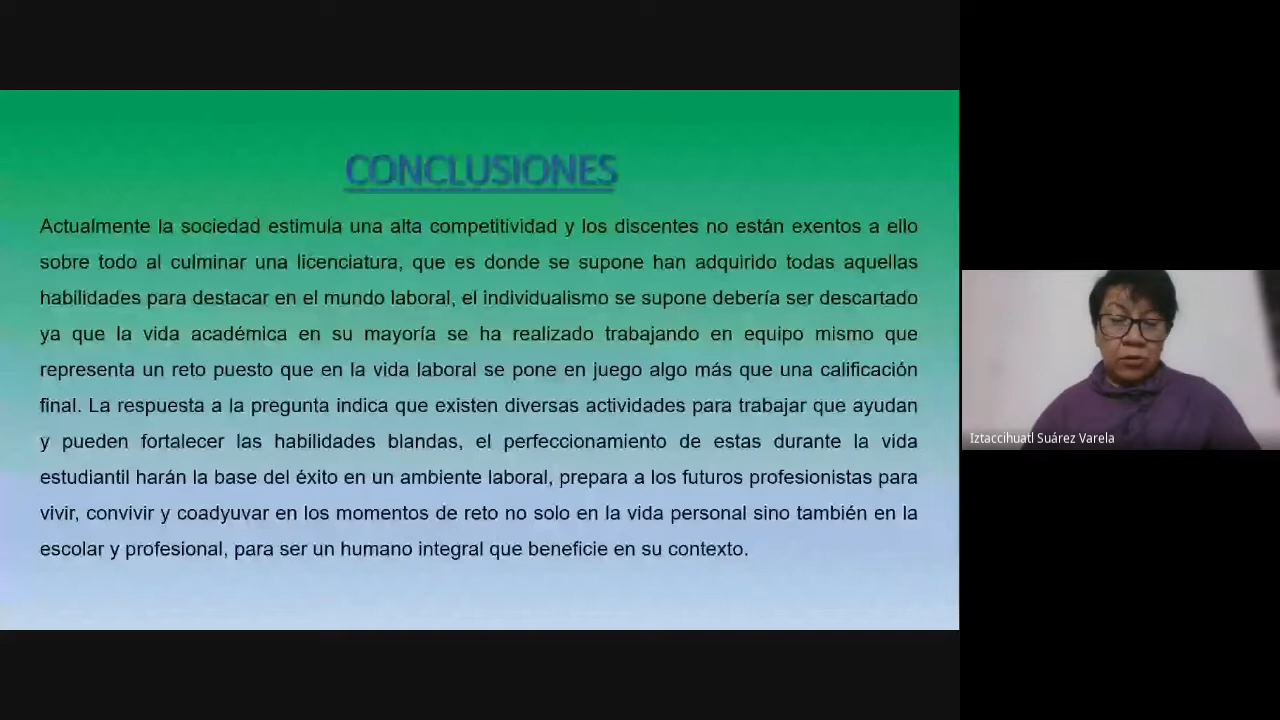 CONCLUSIONES
Actualmente la sociedad estimula una alta competitividad y los discentes no están exentos a ello
sobre todo al culminar una licenciatura, que es donde se supone han adquirido todas aquellas
habilidades para destacar en el mundo laboral, el individualismo se supone debería ser descartado
ya que la vida académica en su mayoría se ha realizado trabajando en equipo mismo que
representa un reto puesto que en la vida laboral se pone en juego algo más que una calificación
final. La respuesta a la pregunta indica que existen diversas actividades para trabajar que ayudan
y pueden fortalecer las habilidades blandas, el perfeccionamiento de estas durante la vida
estudiantil harán la base del éxito en un ambiente laboral, prepara a los futuros profesionistas para
vivir, convivir y coadyuvar en los momentos de reto no solo en la vida personal sino también en la
escolar y profesional, para ser un humano integral que beneficie en su contexto.
Iztaccihuatl Suárez Varela